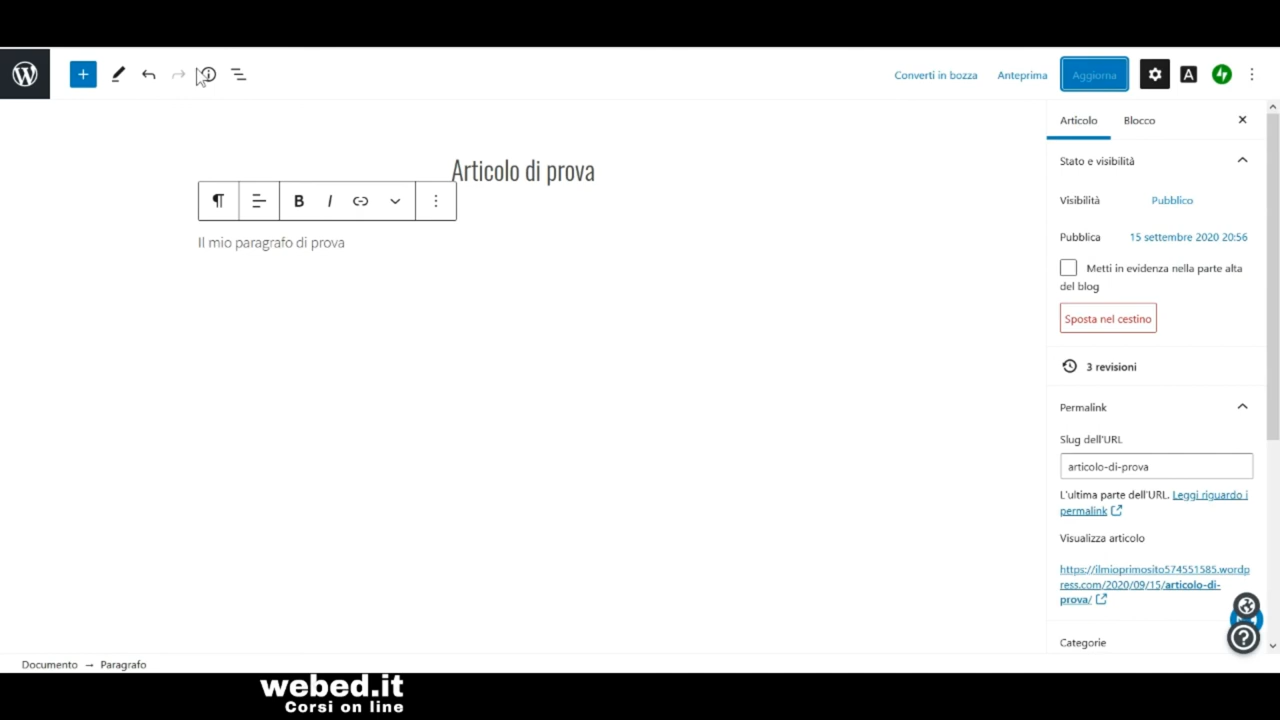 Converti in bozza Anteprima Aggiorna A
Articolo Blocco
Stato e visibilità
Visibilità Pubblico
Pubblica 15 settembre 2020 20:56
Metti in evidenza nella parte alta
del blog
Sposta nel cestino
3 revisioni
Permalink
Slug dell'URL
articolo-di-prova
L'ultima parte dell'URL. Leggi riguardo i
permalink
Visualizza articolo
https://ilmioprimosito574551585.wordp
ress.com/2020/09/15/articolo-di-
prova/
Categorie
Articolo di prova
B I
Il mio paragrafo di prova
Documento → Paragrafo
webed.it
Corsi on line